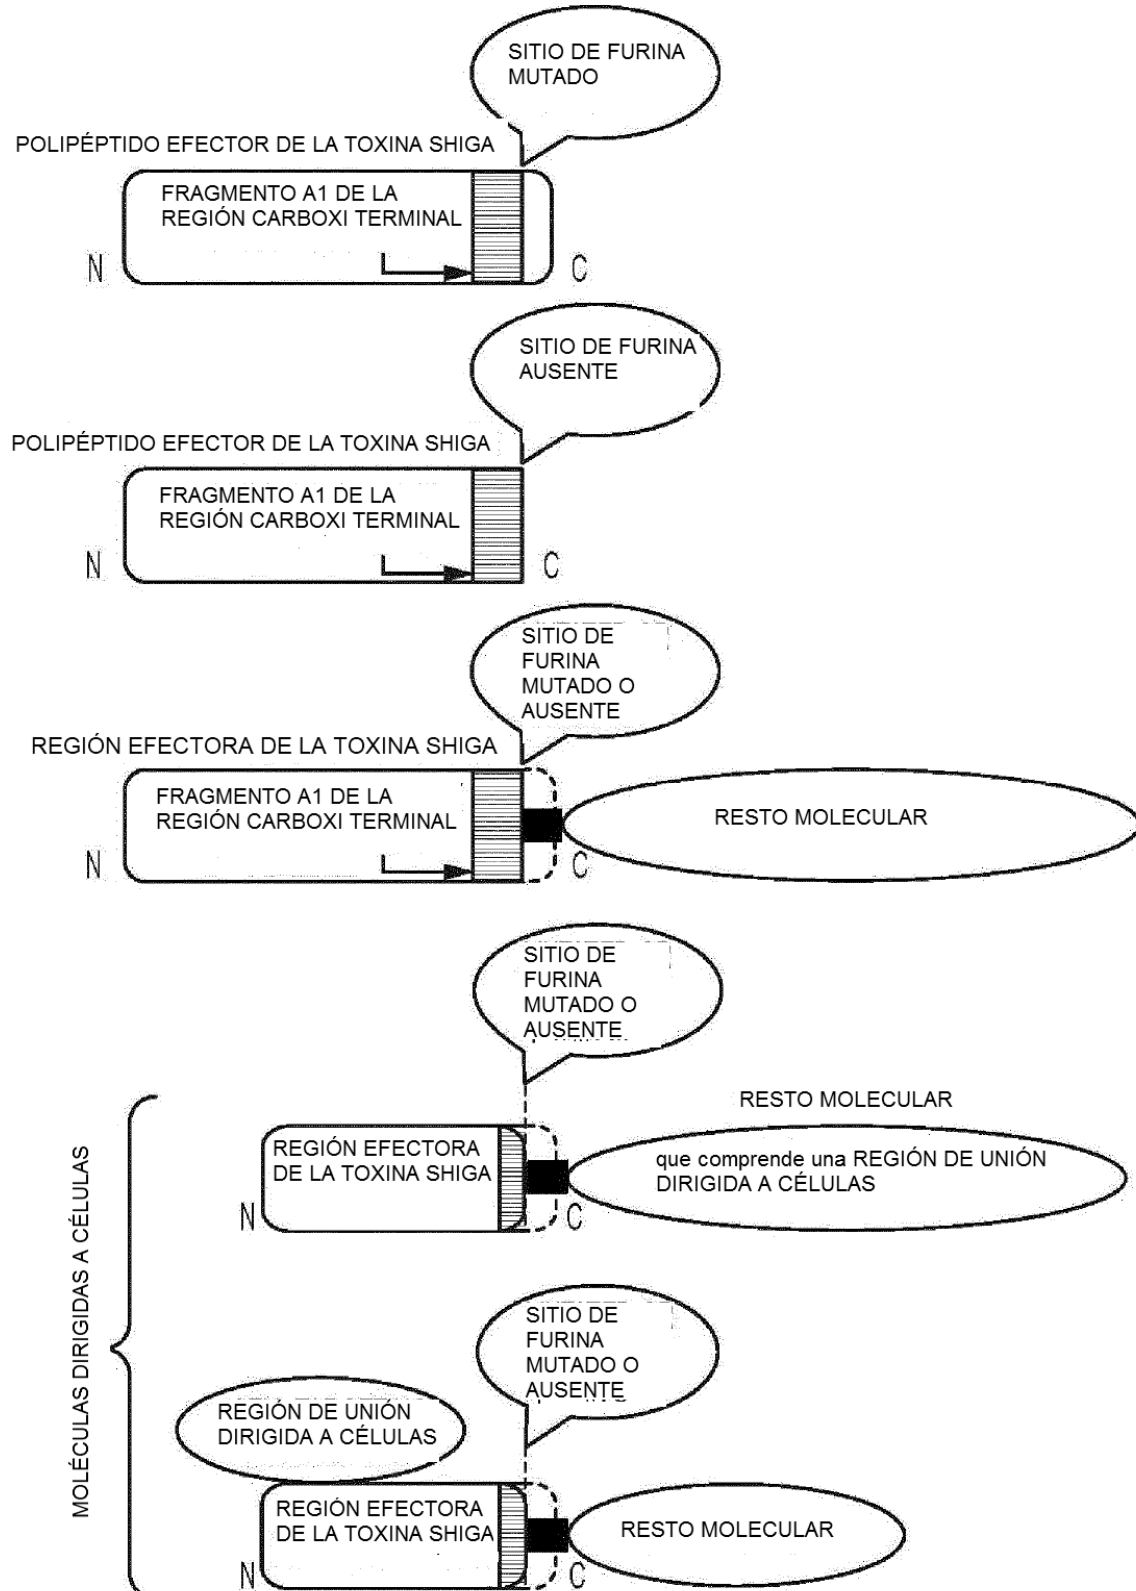 SITIO DE FURINA
MUTADO
POLIPÉPTIDO EFECTOR DE LA TOXINA SHIGA
FRAGMENTO A1 DE LA
REGIÓN CARBOXI TERMINAL
N
C
SITIO DE FURINA
AUSENTE
POLIPÉPTIDO EFECTOR DE LA TOXINA SHIGA
FRAGMENTO A1 DE LA
REGIÓN CARBOXI TERMINAL
N
C
SITIO DE
FURINA
MUTADO O
AUSENTE
REGIÓN EFECTORA DE LA TOXINA SHIGA
FRAGMENTO A1 DE LA
REGIÓN CARBOXI TERMINAL
RESTO MOLECULAR
N
C
SITIO DE
FURINA
MUTADO O
AUSENTE
MOLÉCULAS DIRIGIDAS A CÉLULAS
RESTO MOLECULAR
REGIÓN EFECTORA
DE LA TOXINA SHIGA
que comprende una REGIÓN DE UNIÓN
DIRIGIDA A CÉLULAS
N
C
SITIO DE
FURINA
MUTADO O
AUSENTE
REGIÓN DE UNIÓN
DIRIGIDA A CÉLULAS
REGIÓN EFECTORA
DE LA TOXINA SHIGA
RESTO MOLECULAR
N
C